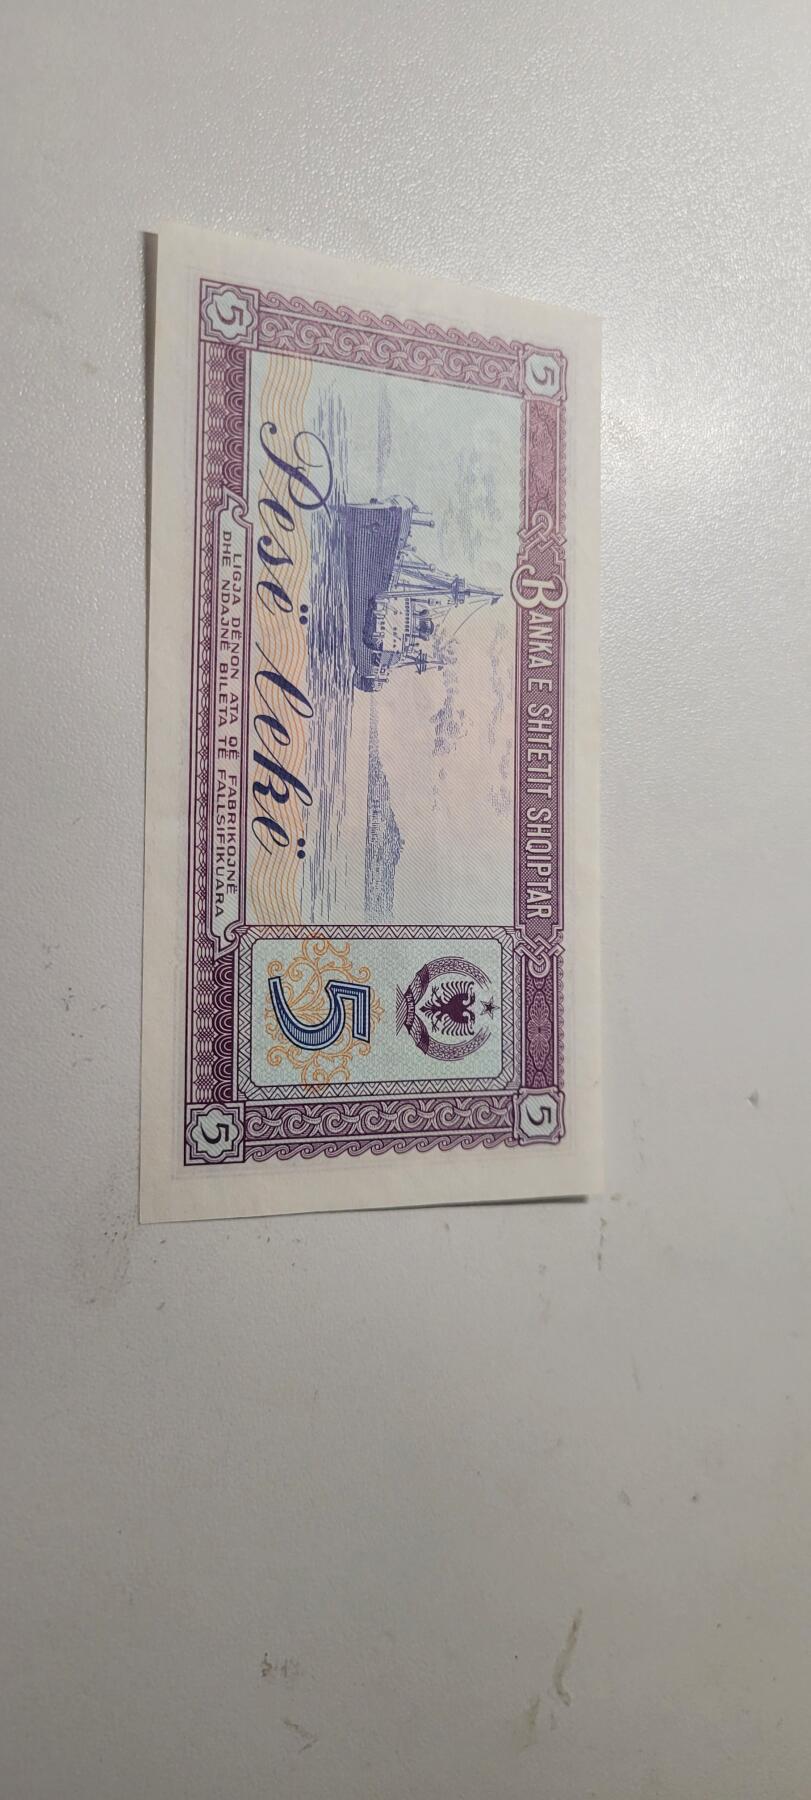 5
5
BANKA E SHTETIT SHQIPTAR
5
Pesë lekë
LIGJA DËNON ATA QË FABRIKOJNË
DHE NDAJNË BILETA TË FALLSIFIKUARA
5
5